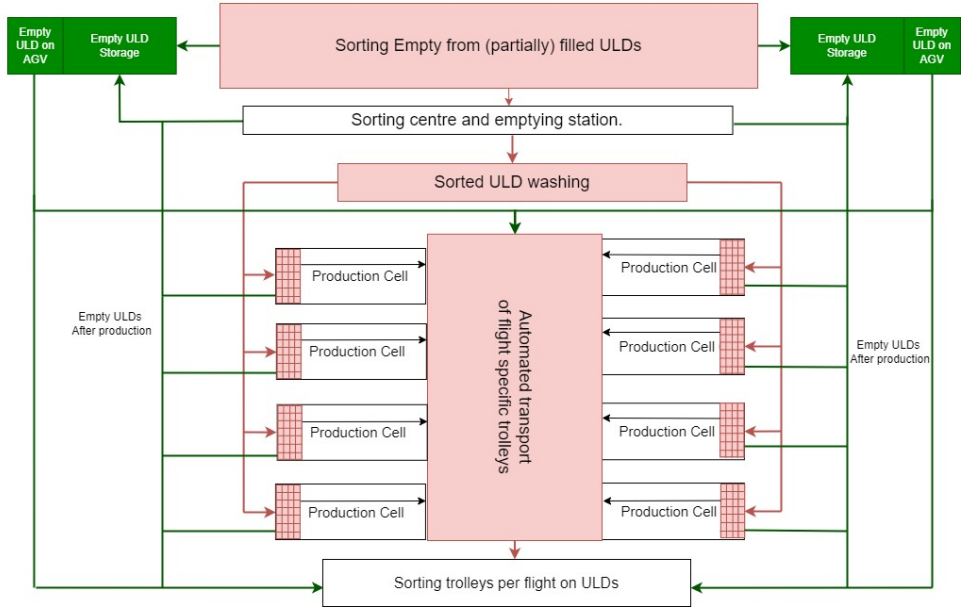 Empty
ULD on
AGV
Empty ULD
Storage
Sorting Empty from (partially) filled ULDs
Empty ULD
Storage
Empty
ULD on
AGV
Sorting centre and emptying station.
Sorted ULD washing
Production Cell
Production Cell
Production Cell
Production Cell
Automated transport
of flight specific trolleys
Production Cell
Production Cell
Production Cell
Production Cell
Empty ULDs
After production
Empty ULDs
After production
Sorting trolleys per flight on ULDs